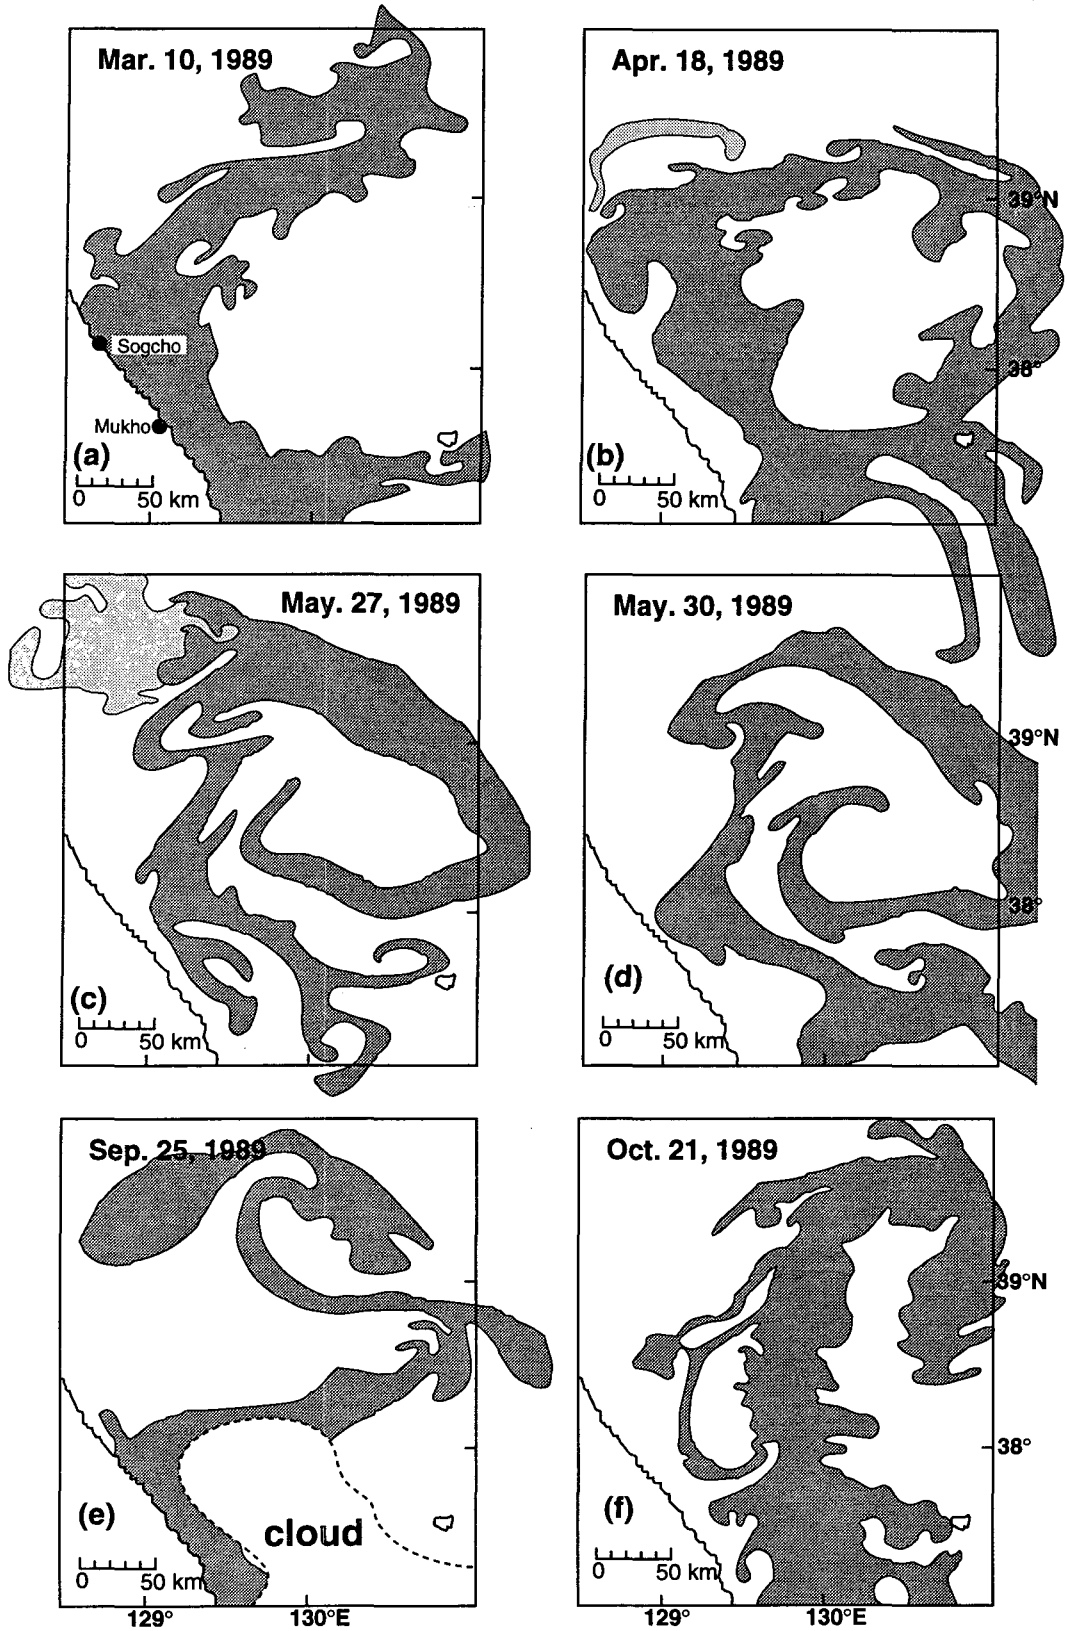 Mar. 10, 1989
Sogcho
Mukho
(a)
0 50 km
Apr. 18, 1989
39°N
38°
(b)
0 50 km
May. 27, 1989
(c)
0 50 km
May. 30, 1989
39°N
38°
(d)
0 50 km
Sep. 25, 1989
(e)
cloud
0 50 km
129° 130°E
Oct. 21, 1989
39°N
38°
(f)
0 50 km
129° 130°E